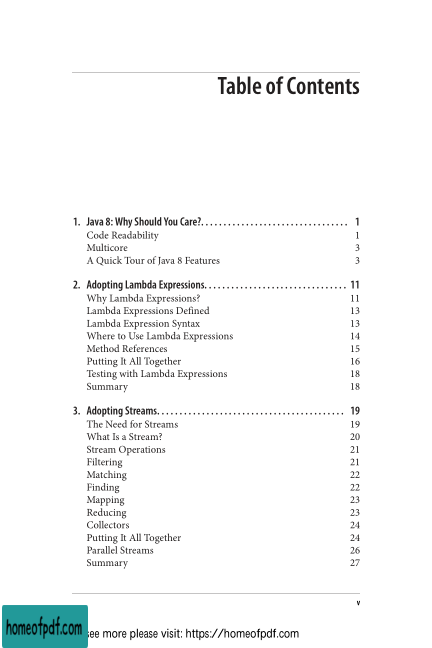 Table of Contents
1. Java 8: Why Should You Care?. . . . . . . . . . . . . . . . . . . . . . . . . . . . . . . . 1
Code Readability 1
Multicore 3
A Quick Tour of Java 8 Features 3
2. Adopting Lambda Expressions. . . . . . . . . . . . . . . . . . . . . . . . . . . . . . . 11
Why Lambda Expressions? 11
Lambda Expressions Defined 13
Lambda Expression Syntax 13
Where to Use Lambda Expressions 14
Method References 15
Putting It All Together 16
Testing with Lambda Expressions 18
Summary 18
3. Adopting Streams. . . . . . . . . . . . . . . . . . . . . . . . . . . . . . . . . . . . . . . . . 19
The Need for Streams 19
What Is a Stream? 20
Stream Operations 21
Filtering 21
Matching 22
Finding 22
Mapping 23
Reducing 23
Collectors 24
Putting It All Together 24
Parallel Streams 26
Summary 27
v
homeofpdf.com
see more please visit: https://homeofpdf.com